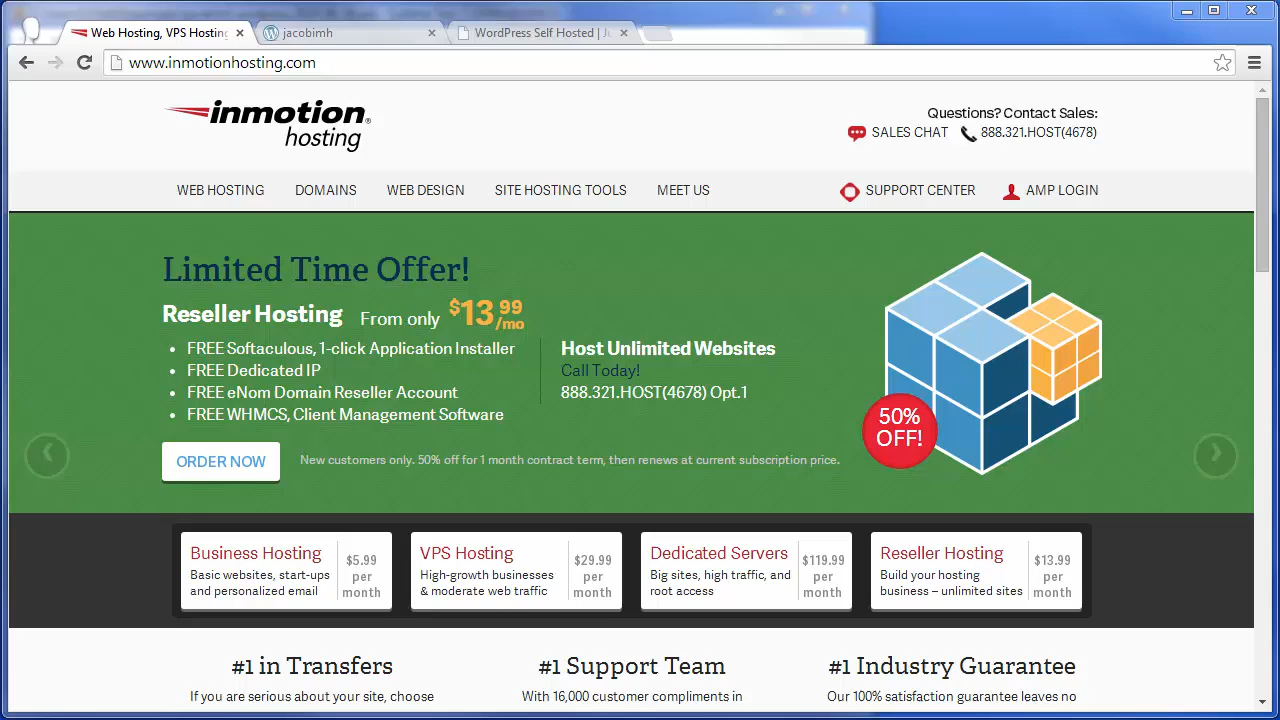 Web Hosting, VPS Hosting
jacobimh
WordPress Self Hosted | Ju
www.inmotionhosting.com
inmotion®
hosting
Questions? Contact Sales:
SALES CHAT 888.321.HOST(4678)
WEB HOSTING DOMAINS WEB DESIGN SITE HOSTING TOOLS MEET US SUPPORT CENTER AMP LOGIN
Limited Time Offer!
Reseller Hosting From only $13.99/mo
FREE Softaculous, 1-click Application Installer
FREE Dedicated IP
FREE eNom Domain Reseller Account
FREE WHMCS, Client Management Software
Host Unlimited Websites
Call Today!
888.321.HOST(4678) Opt.1
50%
OFF!
ORDER NOW
New customers only. 50% off for 1 month contract term, then renews at current subscription price.
Business Hosting
Basic websites, start-ups
and personalized email
$5.99
per
month
VPS Hosting
High-growth businesses
& moderate web traffic
$29.99
per
month
Dedicated Servers
Big sites, high traffic, and
root access
$119.99
per
month
Reseller Hosting
Build your hosting
business – unlimited sites
$13.99
per
month
#1 in Transfers
If you are serious about your site, choose
#1 Support Team
With 16,000 customer compliments in
#1 Industry Guarantee
Our 100% satisfaction guarantee leaves no